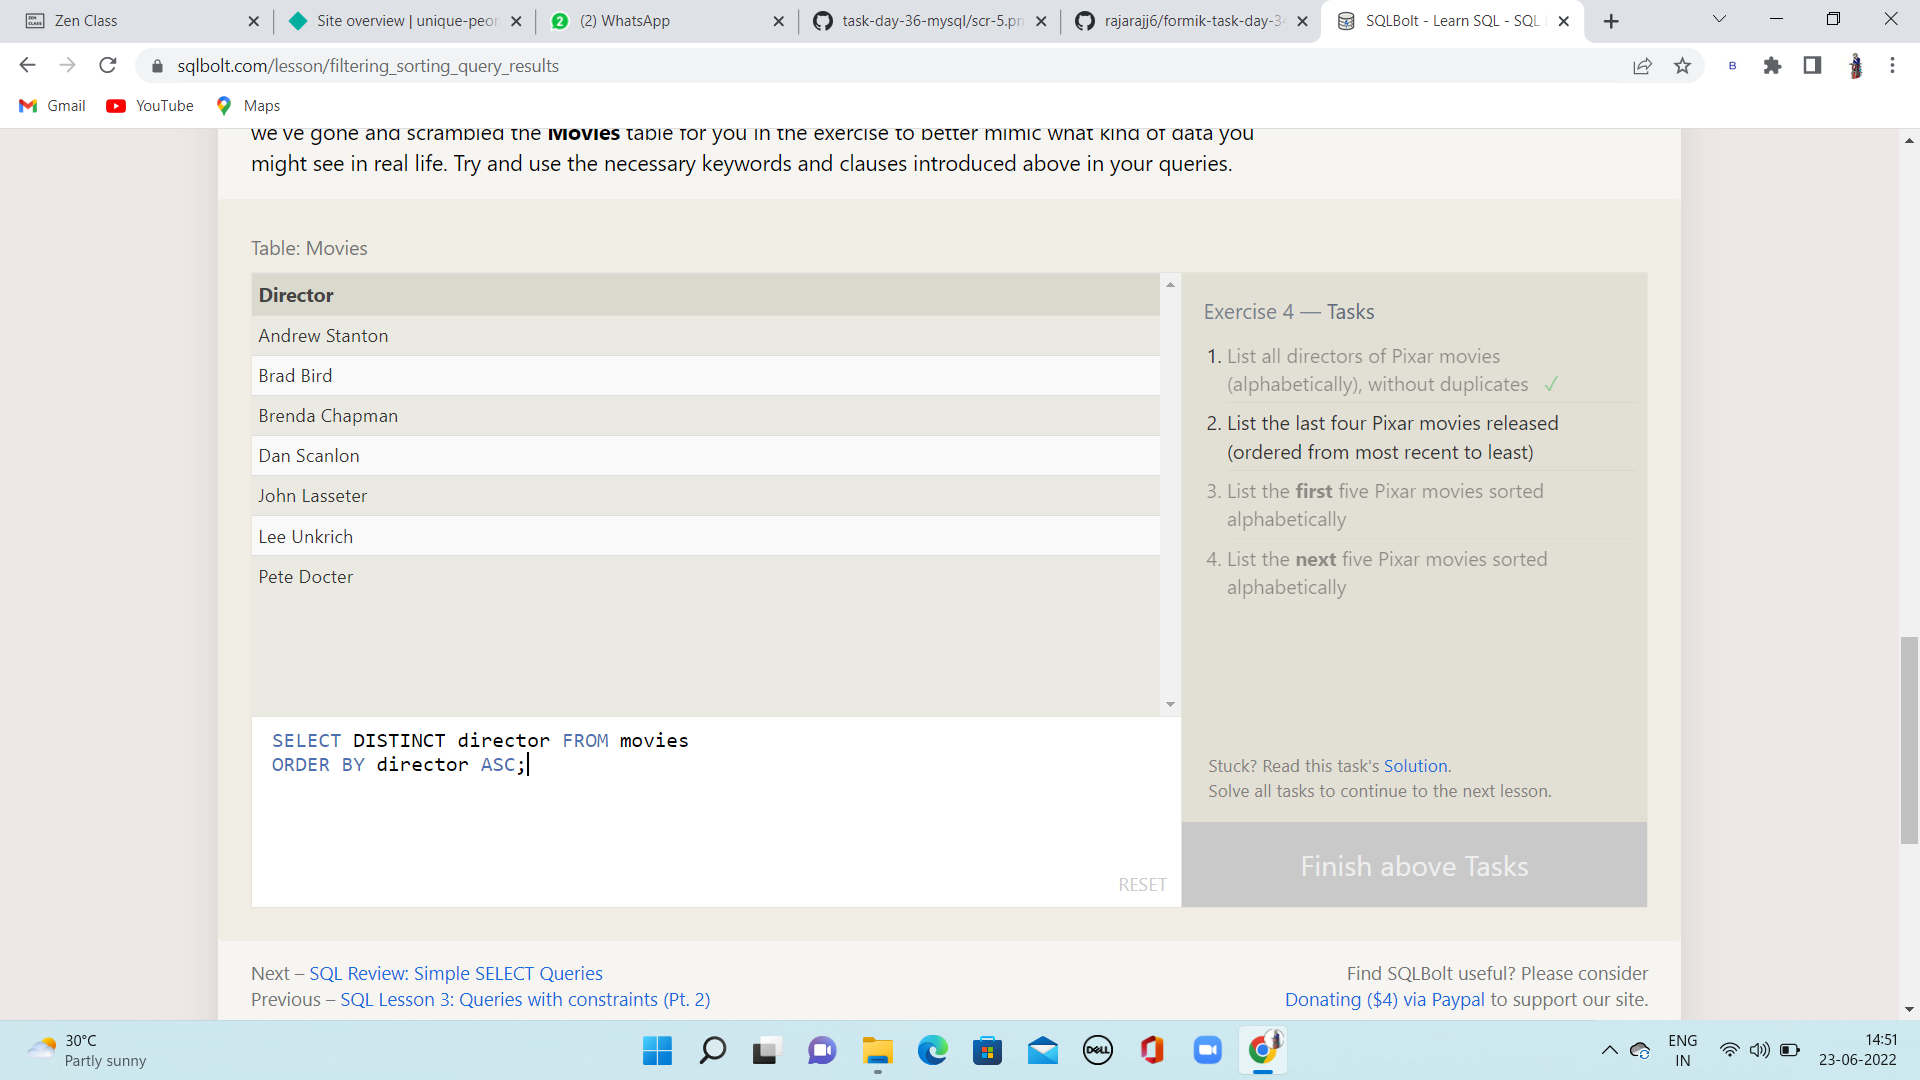 Zen Class
Site overview | unique-peor
(2) WhatsApp
task-day-36-mysql/scr-5.pn
rajarajj6/formik-task-day-34
SQLBolt - Learn SQL - SQL
sqlbolt.com/lesson/filtering_sorting_query_results
B
Gmail
YouTube
Maps
we've gone and scrambled the Movies table for you in the exercise to better mimic what kind of data you
might see in real life. Try and use the necessary keywords and clauses introduced above in your queries.
Table: Movies
Director
Andrew Stanton
Brad Bird
Brenda Chapman
Dan Scanlon
John Lasseter
Lee Unkrich
Pete Docter
SELECT DISTINCT director FROM movies
ORDER BY director ASC;
RESET
Exercise 4 — Tasks
1. List all directors of Pixar movies
(alphabetically), without duplicates ✓
2. List the last four Pixar movies released
(ordered from most recent to least)
3. List the first five Pixar movies sorted
alphabetically
4. List the next five Pixar movies sorted
alphabetically
Stuck? Read this task's Solution.
Solve all tasks to continue to the next lesson.
Finish above Tasks
Next – SQL Review: Simple SELECT Queries
Previous – SQL Lesson 3: Queries with constraints (Pt. 2)
Find SQLBolt useful? Please consider
Donating ($4) via Paypal to support our site.
30°C
Partly sunny
DELL
ENG
IN
14:51
23-06-2022